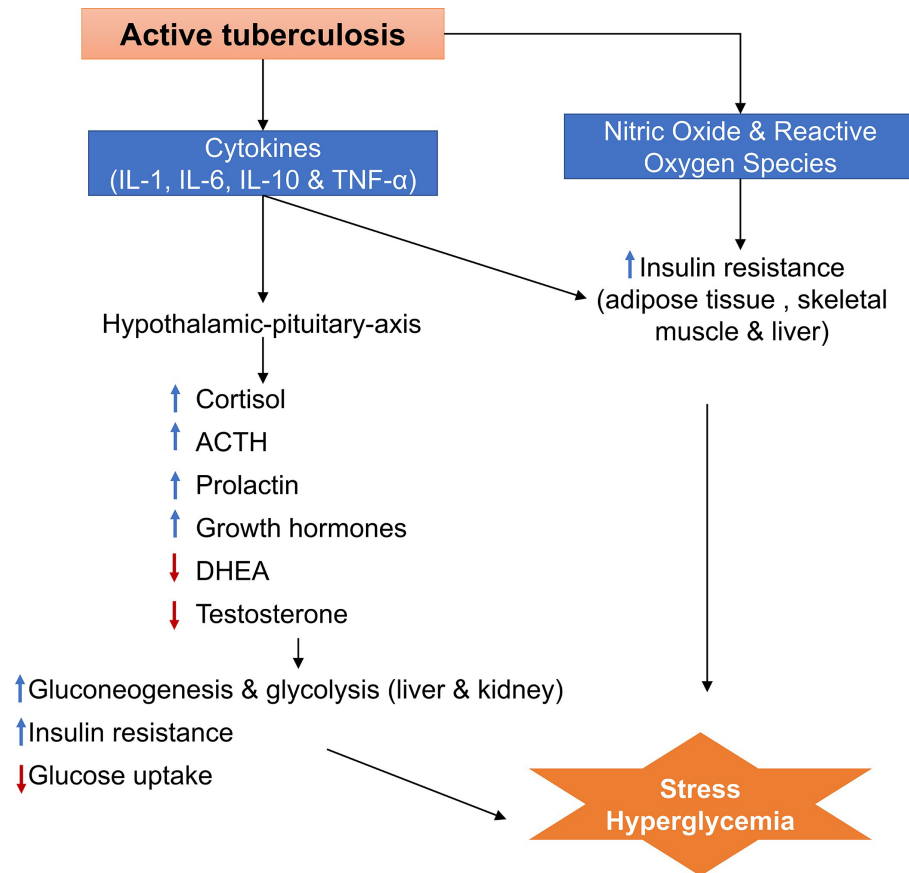 Active tuberculosis
Cytokines
(IL-1, IL-6, IL-10 & TNF-α)
Nitric Oxide & Reactive
Oxygen Species
Insulin resistance
(adipose tissue , skeletal
muscle & liver)
Hypothalamic-pituitary-axis
Cortisol
ACTH
Prolactin
Growth hormones
DHEA
Testosterone
Gluconeogenesis & glycolysis (liver & kidney)
Insulin resistance
Glucose uptake
Stress
Hyperglycemia